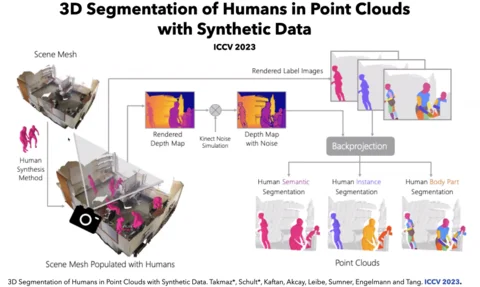 3D Segmentation of Humans in Point Clouds
with Synthetic Data
ICCV 2023
Scene Mesh
Rendered Label Images
Human
Synthesis
Method
Rendered
Depth Map
Kinect Noise
Simulation
Depth Map
with Noise
Backprojection
Human Semantic
Segmentation
Human Instance
Segmentation
Human Body Part
Segmentation
Scene Mesh Populated with Humans
Point Clouds
3D Segmentation of Humans in Point Clouds with Synthetic Data. Takmaz*, Schult*, Kaftan, Akcay, Leibe, Sumner, Engelmann and Tang. ICCV 2023.